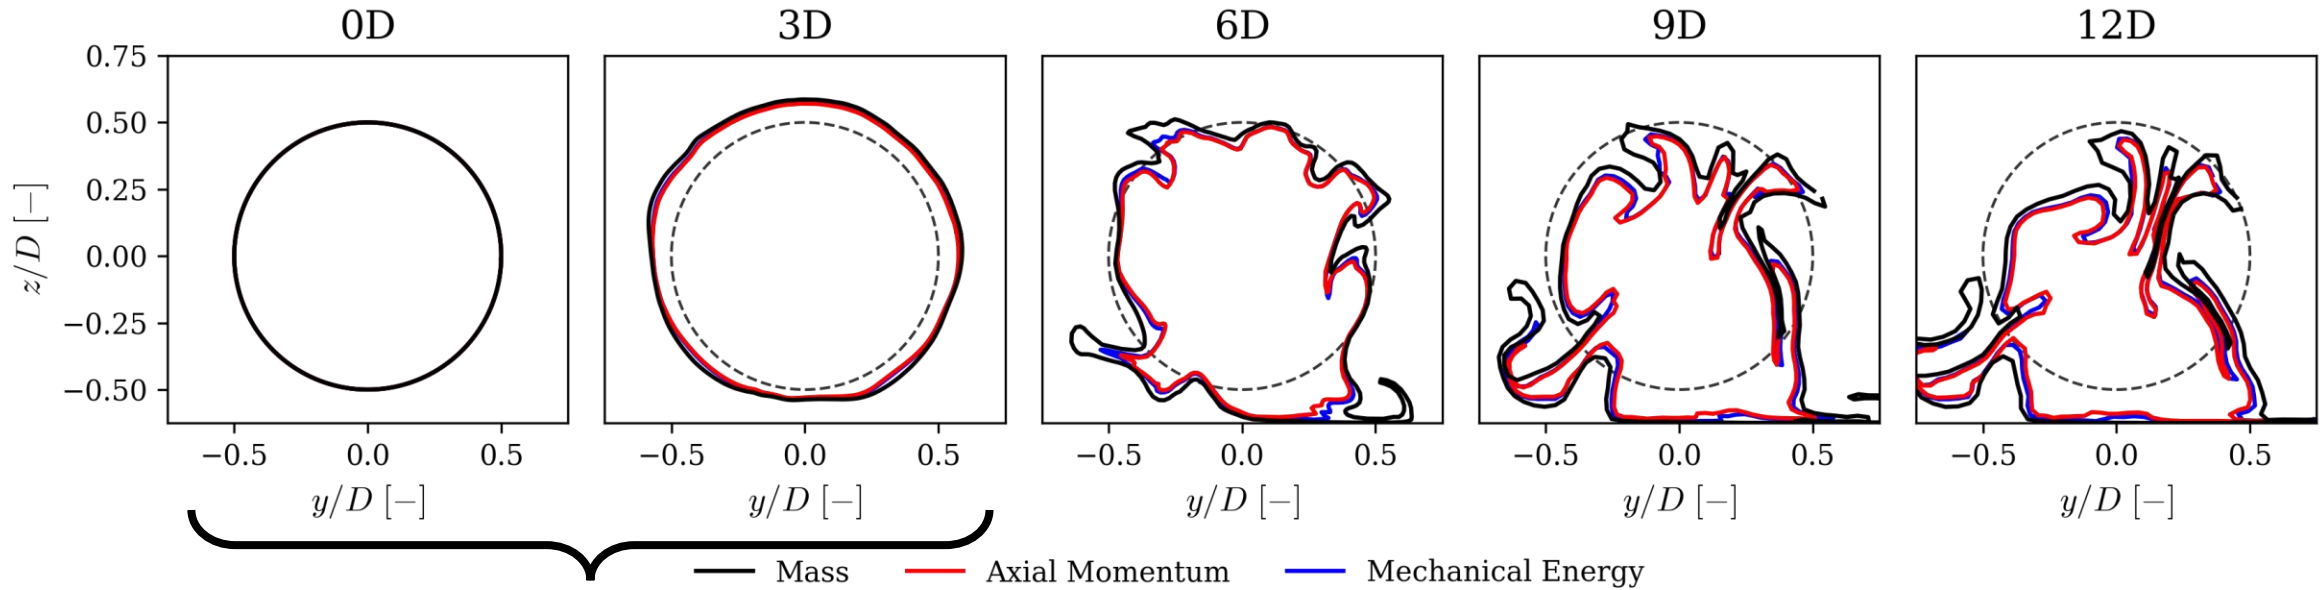 0D 3D 6D 9D 12D
0.75
0.50
0.25
0.00
−0.25
−0.50
z/D [−]
−0.5 0.0 0.5 −0.5 0.0 0.5 −0.5 0.0 0.5 −0.5 0.0 0.5 −0.5 0.0 0.5
y/D [−] y/D [−] y/D [−] y/D [−] y/D [−]
Mass Axial Momentum Mechanical Energy